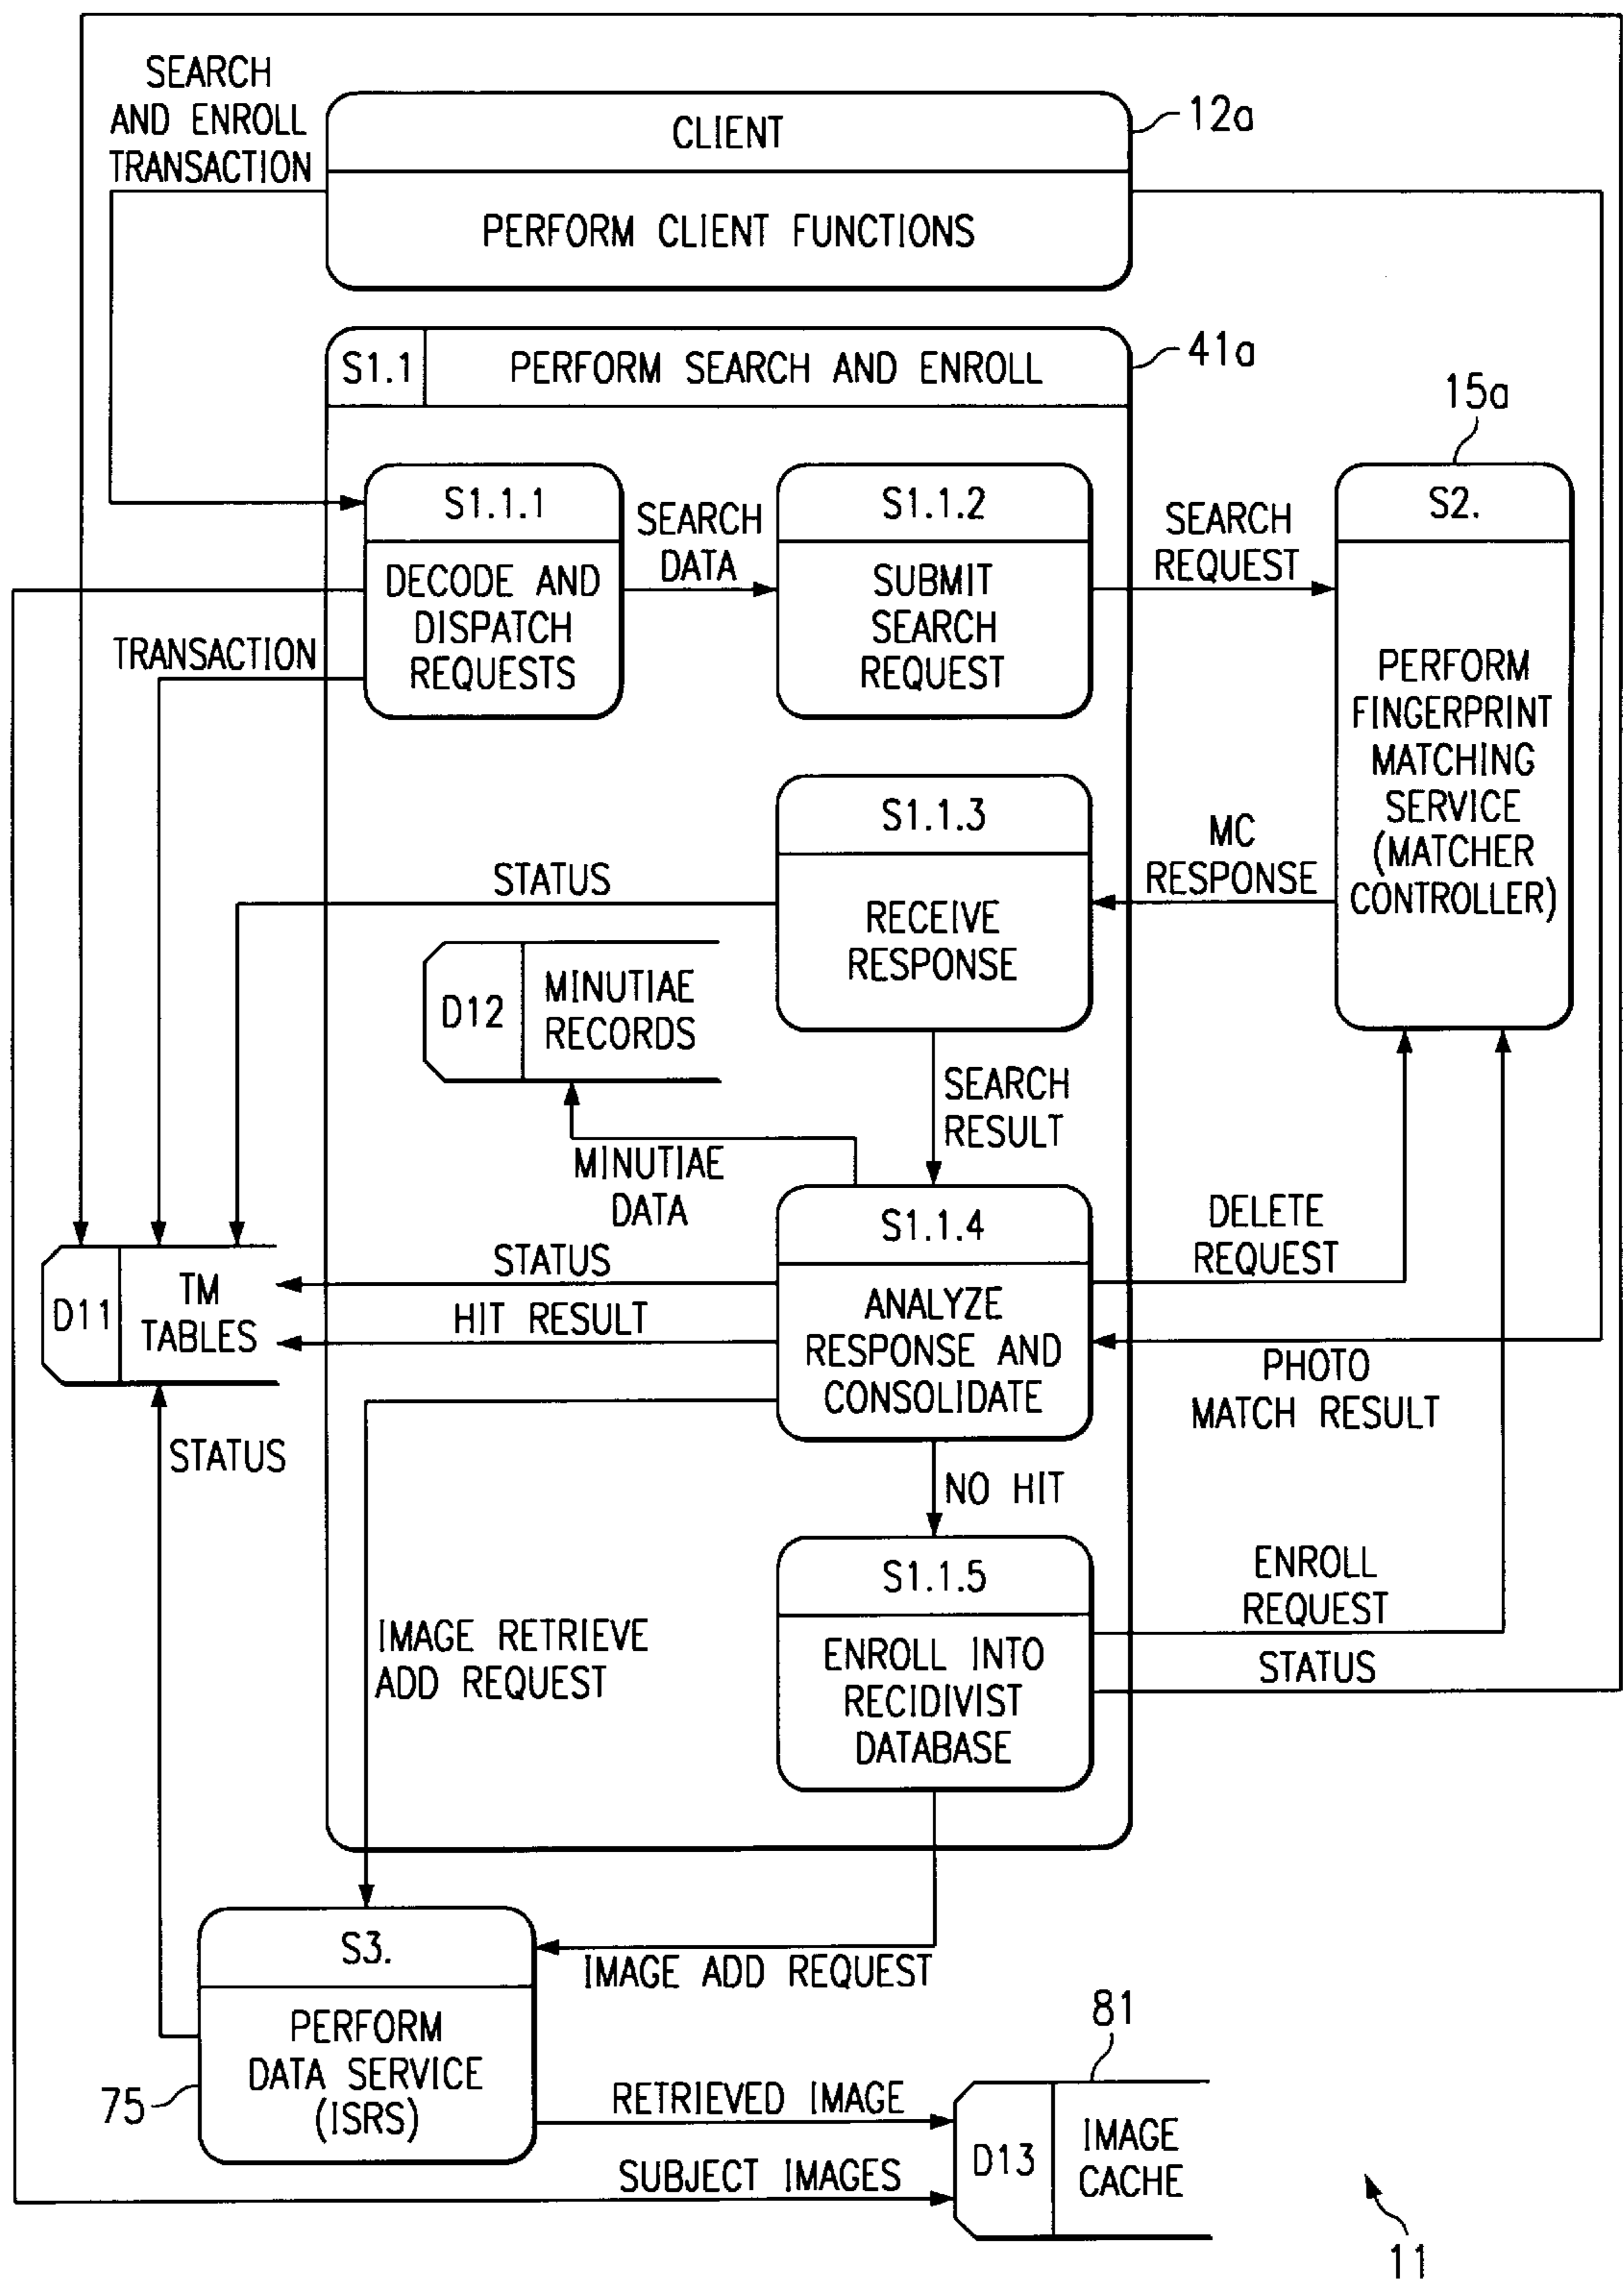 SEARCH
AND ENROLL
TRANSACTION
CLIENT
12a
PERFORM CLIENT FUNCTIONS
S1.1
PERFORM SEARCH AND ENROLL
41a
15a
S1.1.1
DECODE AND
DISPATCH
REQUESTS
SEARCH
DATA
S1.1.2
SUBMIT
SEARCH
REQUEST
SEARCH
REQUEST
S2.
PERFORM
FINGERPRINT
MATCHING
SERVICE
(MATCHER
CONTROLLER)
TRANSACTION
S1.1.3
RECEIVE
RESPONSE
MC
RESPONSE
STATUS
D12
MINUTIAE
RECORDS
SEARCH
RESULT
MINUTIAE
DATA
S1.1.4
ANALYZE
RESPONSE AND
CONSOLIDATE
DELETE
REQUEST
STATUS
HIT RESULT
D11
TM
TABLES
PHOTO
MATCH RESULT
STATUS
NO HIT
S1.1.5
ENROLL INTO
RECIDIVIST
DATABASE
ENROLL
REQUEST
STATUS
IMAGE RETRIEVE
ADD REQUEST
S3.
PERFORM
DATA SERVICE
(ISRS)
75
IMAGE ADD REQUEST
81
RETRIEVED IMAGE
SUBJECT IMAGES
D13
IMAGE
CACHE
11